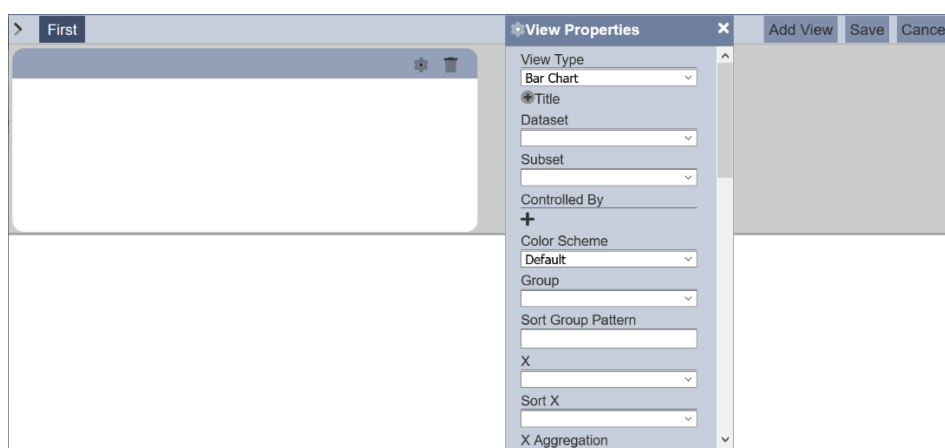 First
View Properties
Add View Save Cance
View Type
Bar Chart
Title
Dataset
Subset
Controlled By
Color Scheme
Default
Group
Sort Group Pattern
X
Sort X
X Aggregation